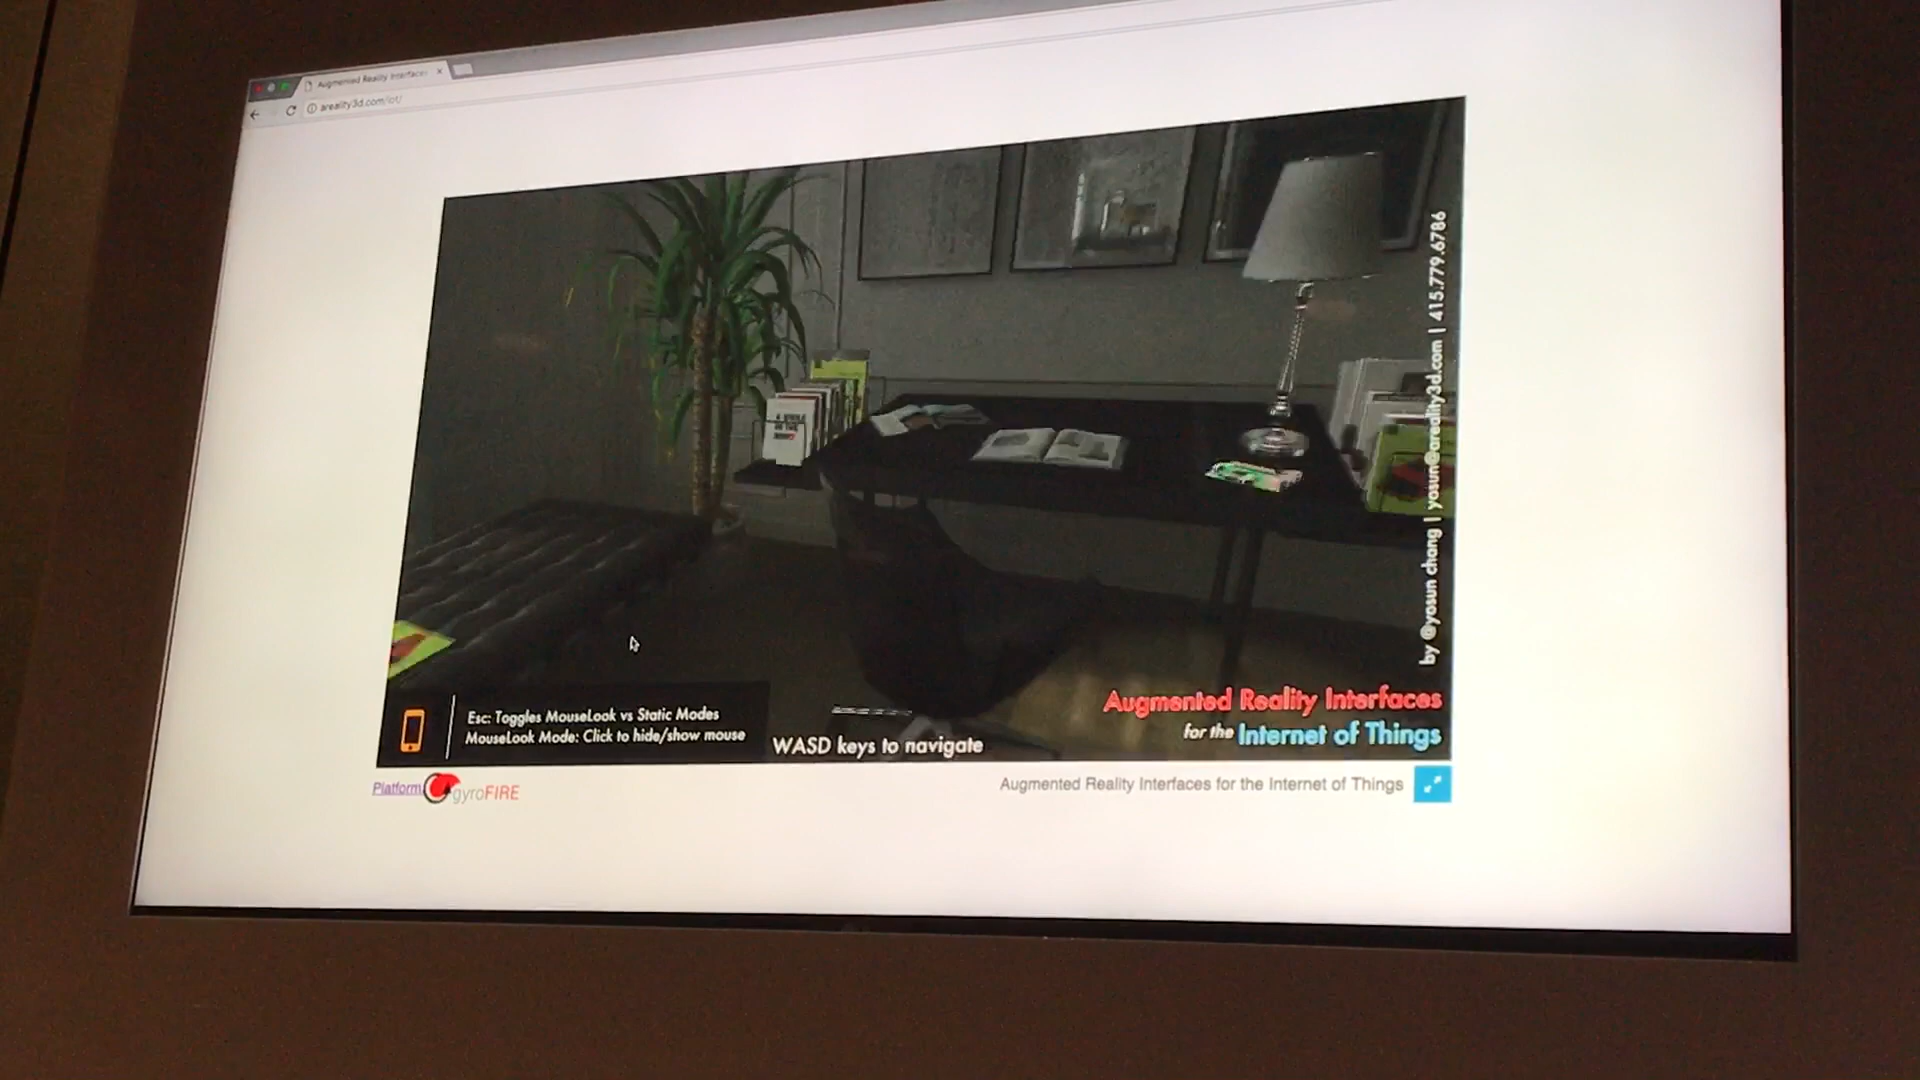 Augmented Reality Interfaces
areality3d.com/iot/
by @yosun chang | yosun@areality3d.com | 415.779.6786
Esc: Toggles MouseLook vs Static Modes
MouseLook Mode: Click to hide/show mouse
WASD keys to navigate
Augmented Reality Interfaces
for the Internet of Things
Platform gyroFIRE
Augmented Reality Interfaces for the Internet of Things